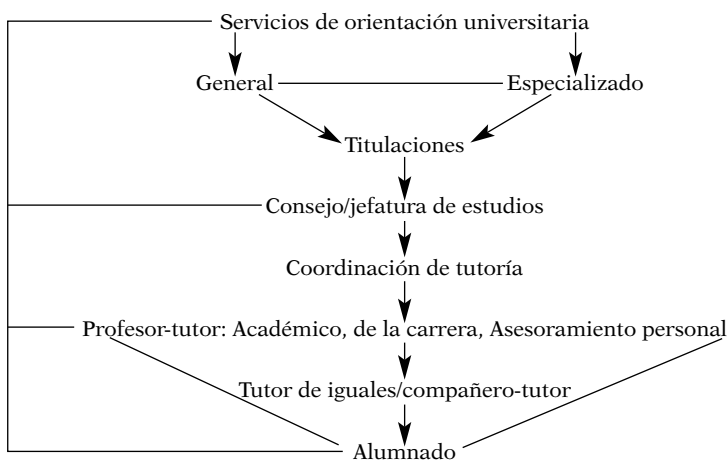 Servicios de orientación universitaria
General Especializado
Titulaciones
Consejo/jefatura de estudios
Coordinación de tutoría
Profesor-tutor: Académico, de la carrera, Asesoramiento personal
Tutor de iguales/compañero-tutor
Alumnado